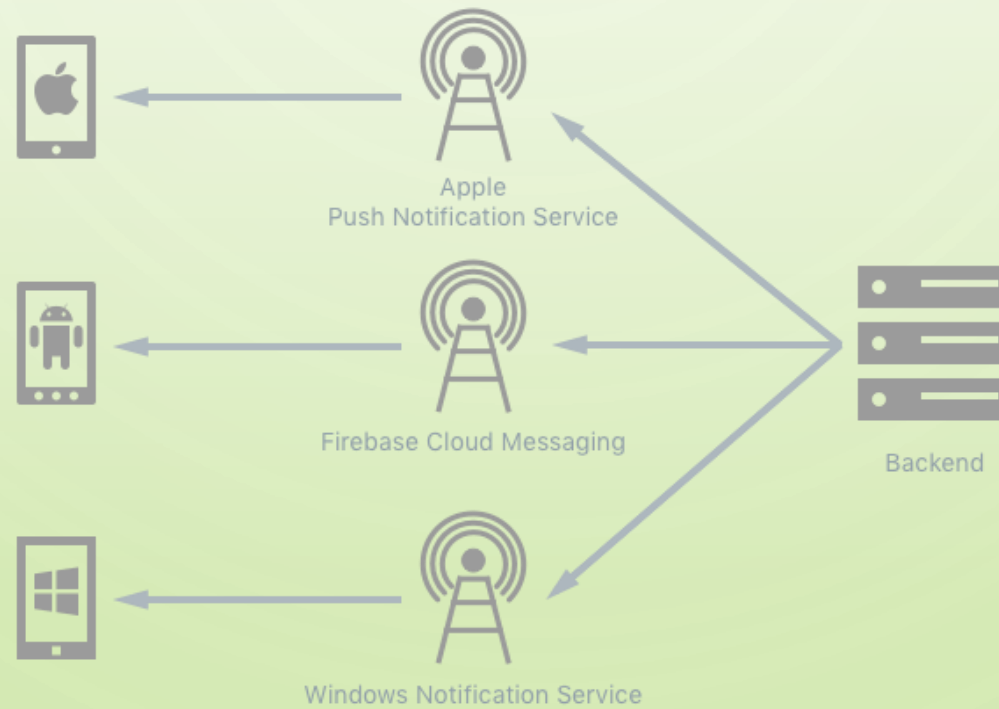 Apple
Push Notification Service
Firebase Cloud Messaging
Backend
Windows Notification Service